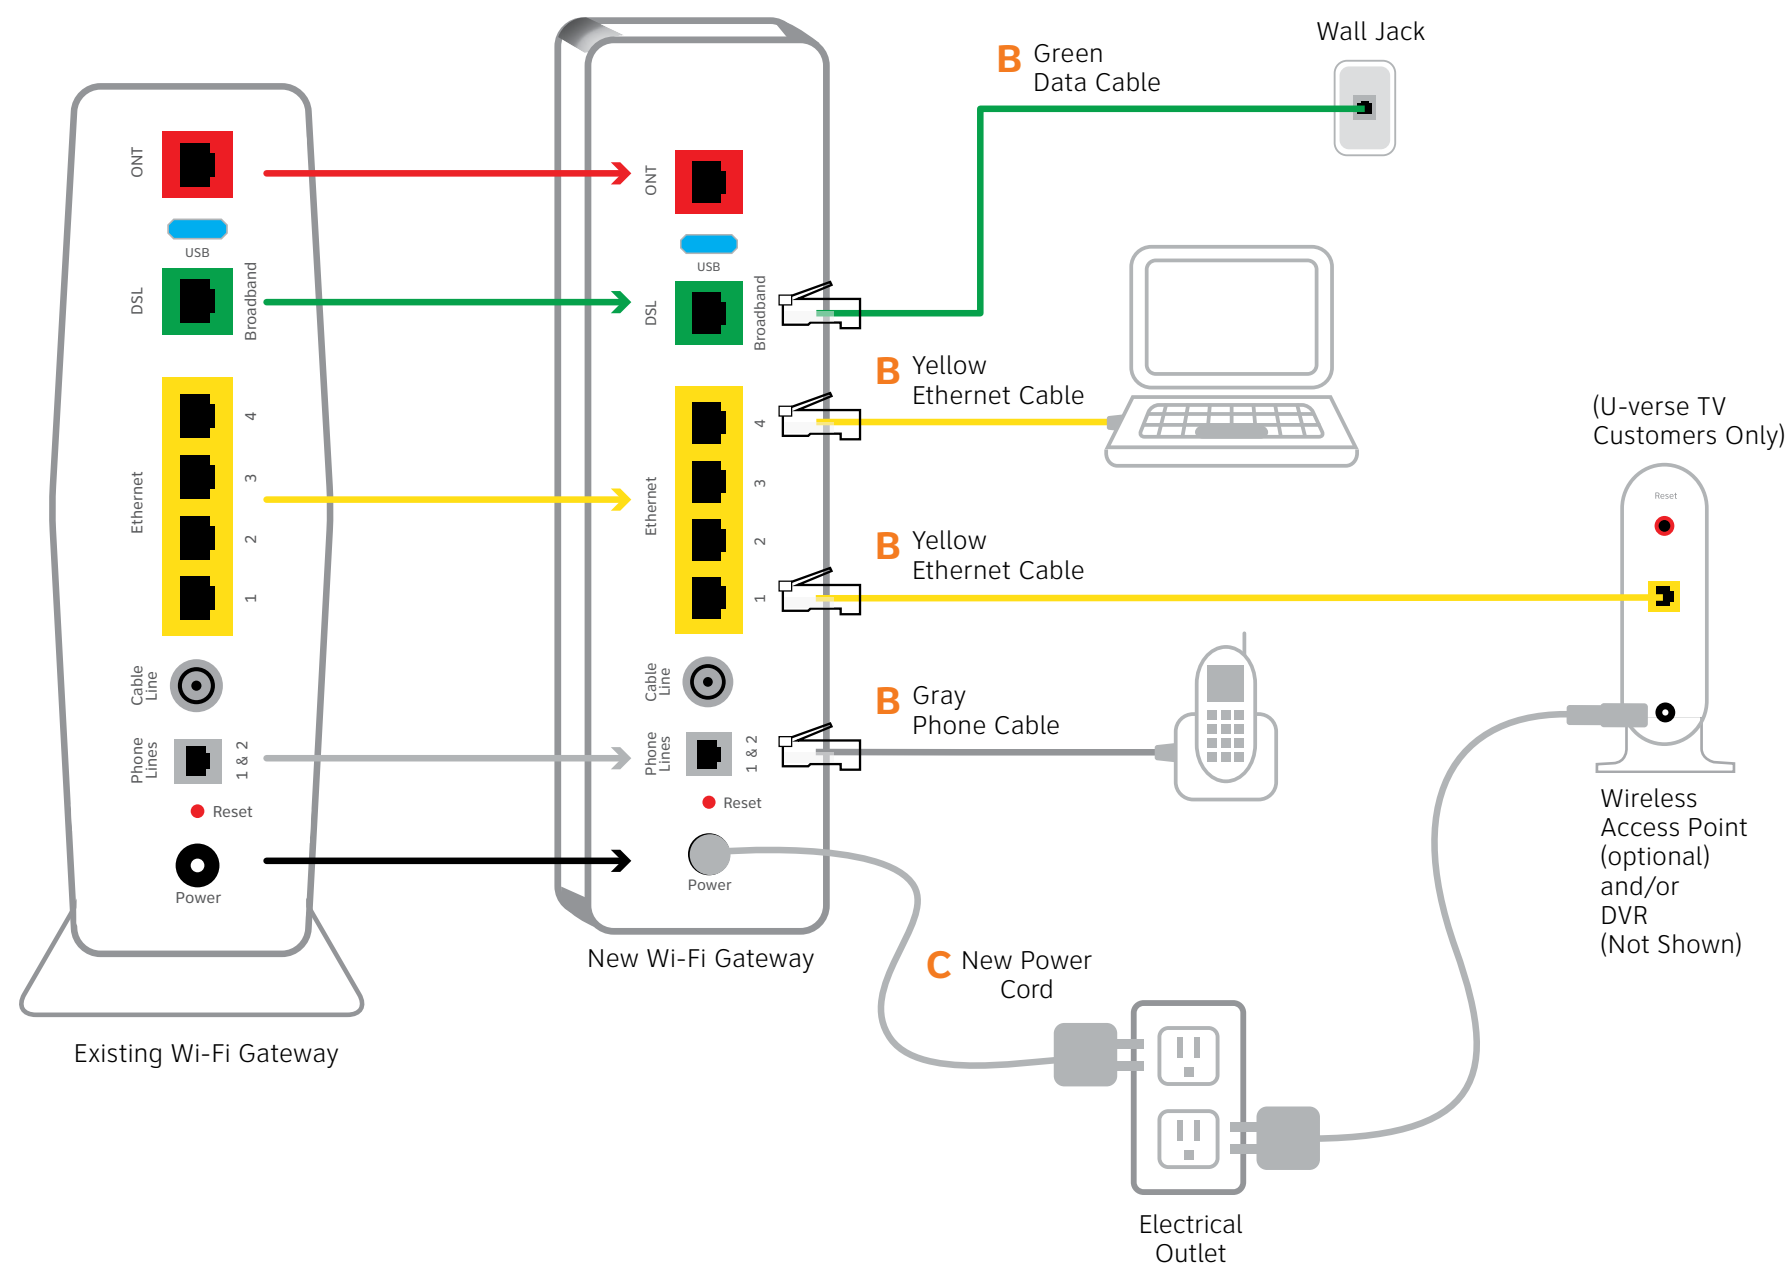 ONT
USB
DSL
Broadband
Ethernet
4
3
2
1
Cable
Line
Phone
Lines
1 & 2
Reset
Power
Existing Wi-Fi Gateway
ONT
USB
DSL
Broadband
Ethernet
4
3
2
1
Cable
Line
Phone
Lines
1 & 2
Reset
Power
New Wi-Fi Gateway
B Green
Data Cable
Wall Jack
B Yellow
Ethernet Cable
B Yellow
Ethernet Cable
B Gray
Phone Cable
C New Power
Cord
Electrical
Outlet
(U-verse TV
Customers Only)
Reset
Wireless
Access Point
(optional)
and/or
DVR
(Not Shown)